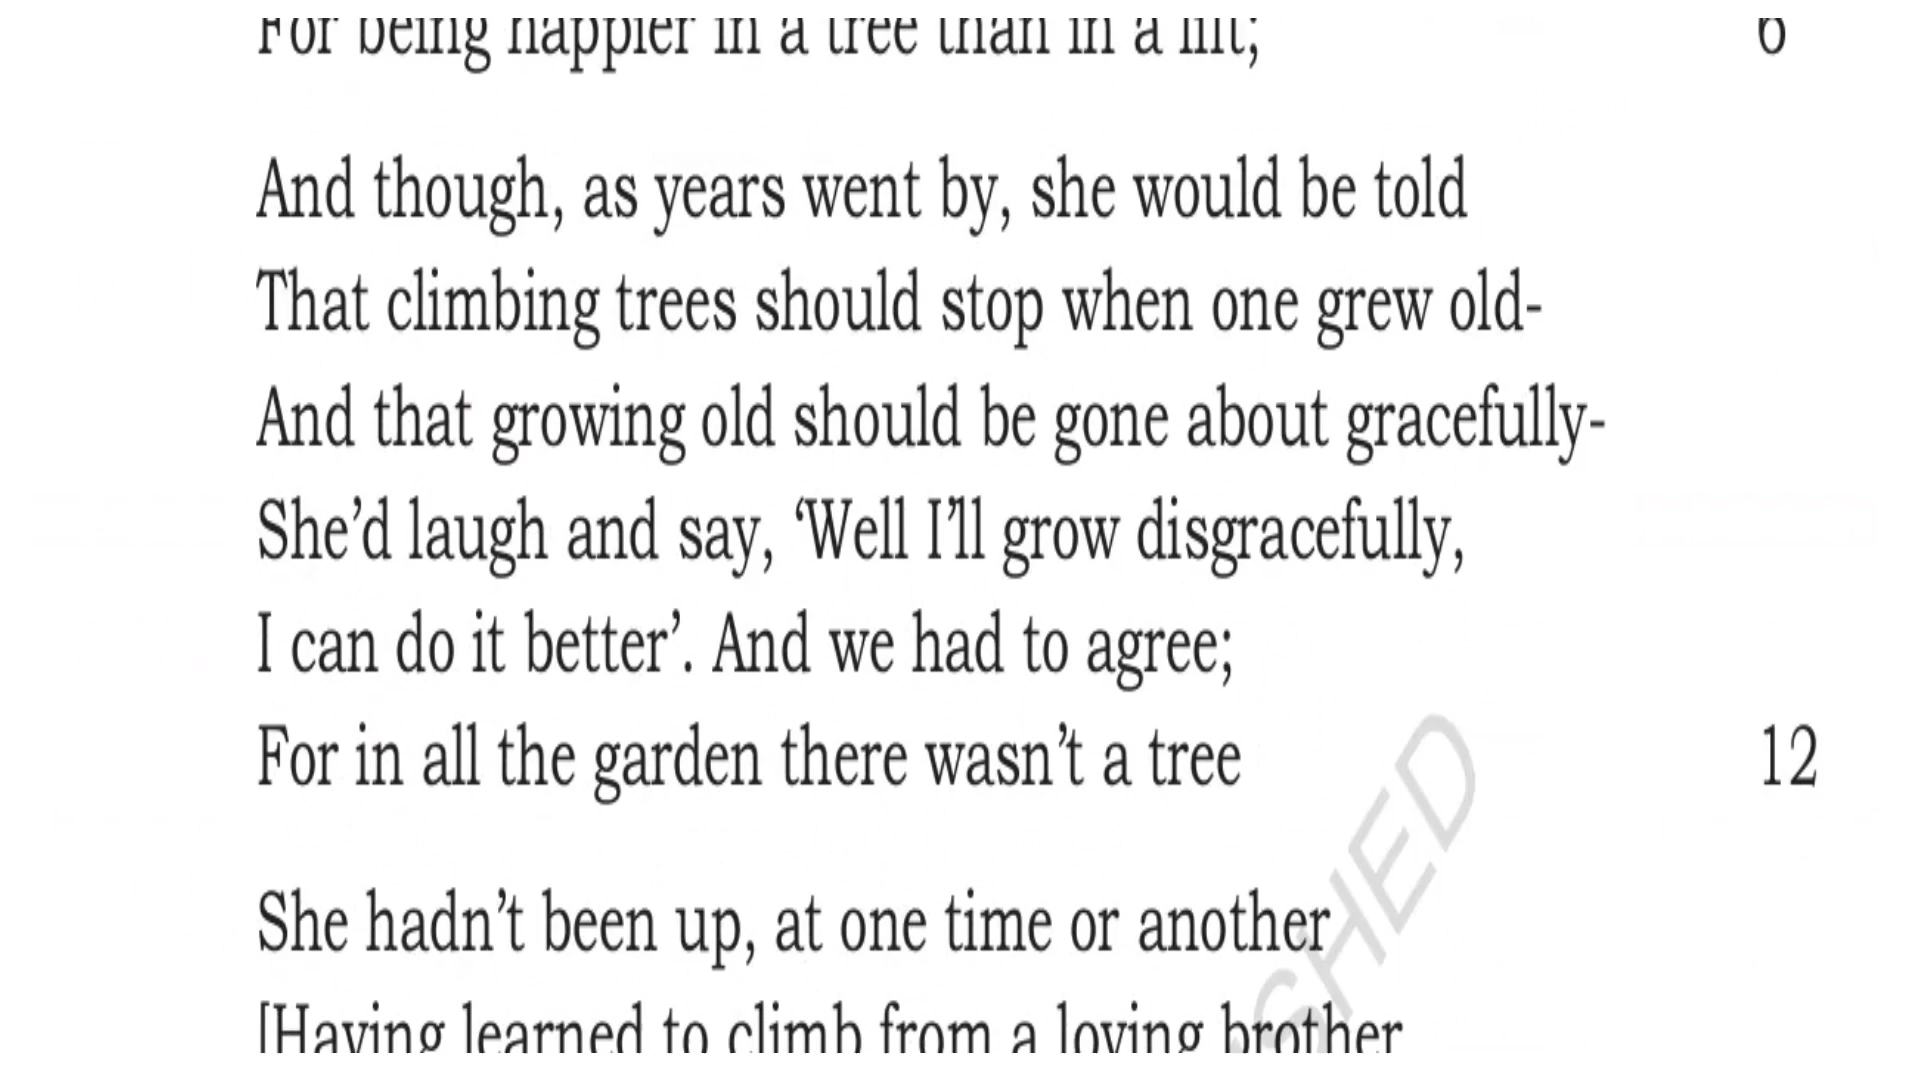 For being happier in a tree than in a lift; 6
And though, as years went by, she would be told
That climbing trees should stop when one grew old-
And that growing old should be gone about gracefully-
She’d laugh and say, ‘Well I’ll grow disgracefully,
I can do it better’. And we had to agree;
For in all the garden there wasn’t a tree 12
She hadn’t been up, at one time or another
[Having learned to climb from a loving brother
SHED